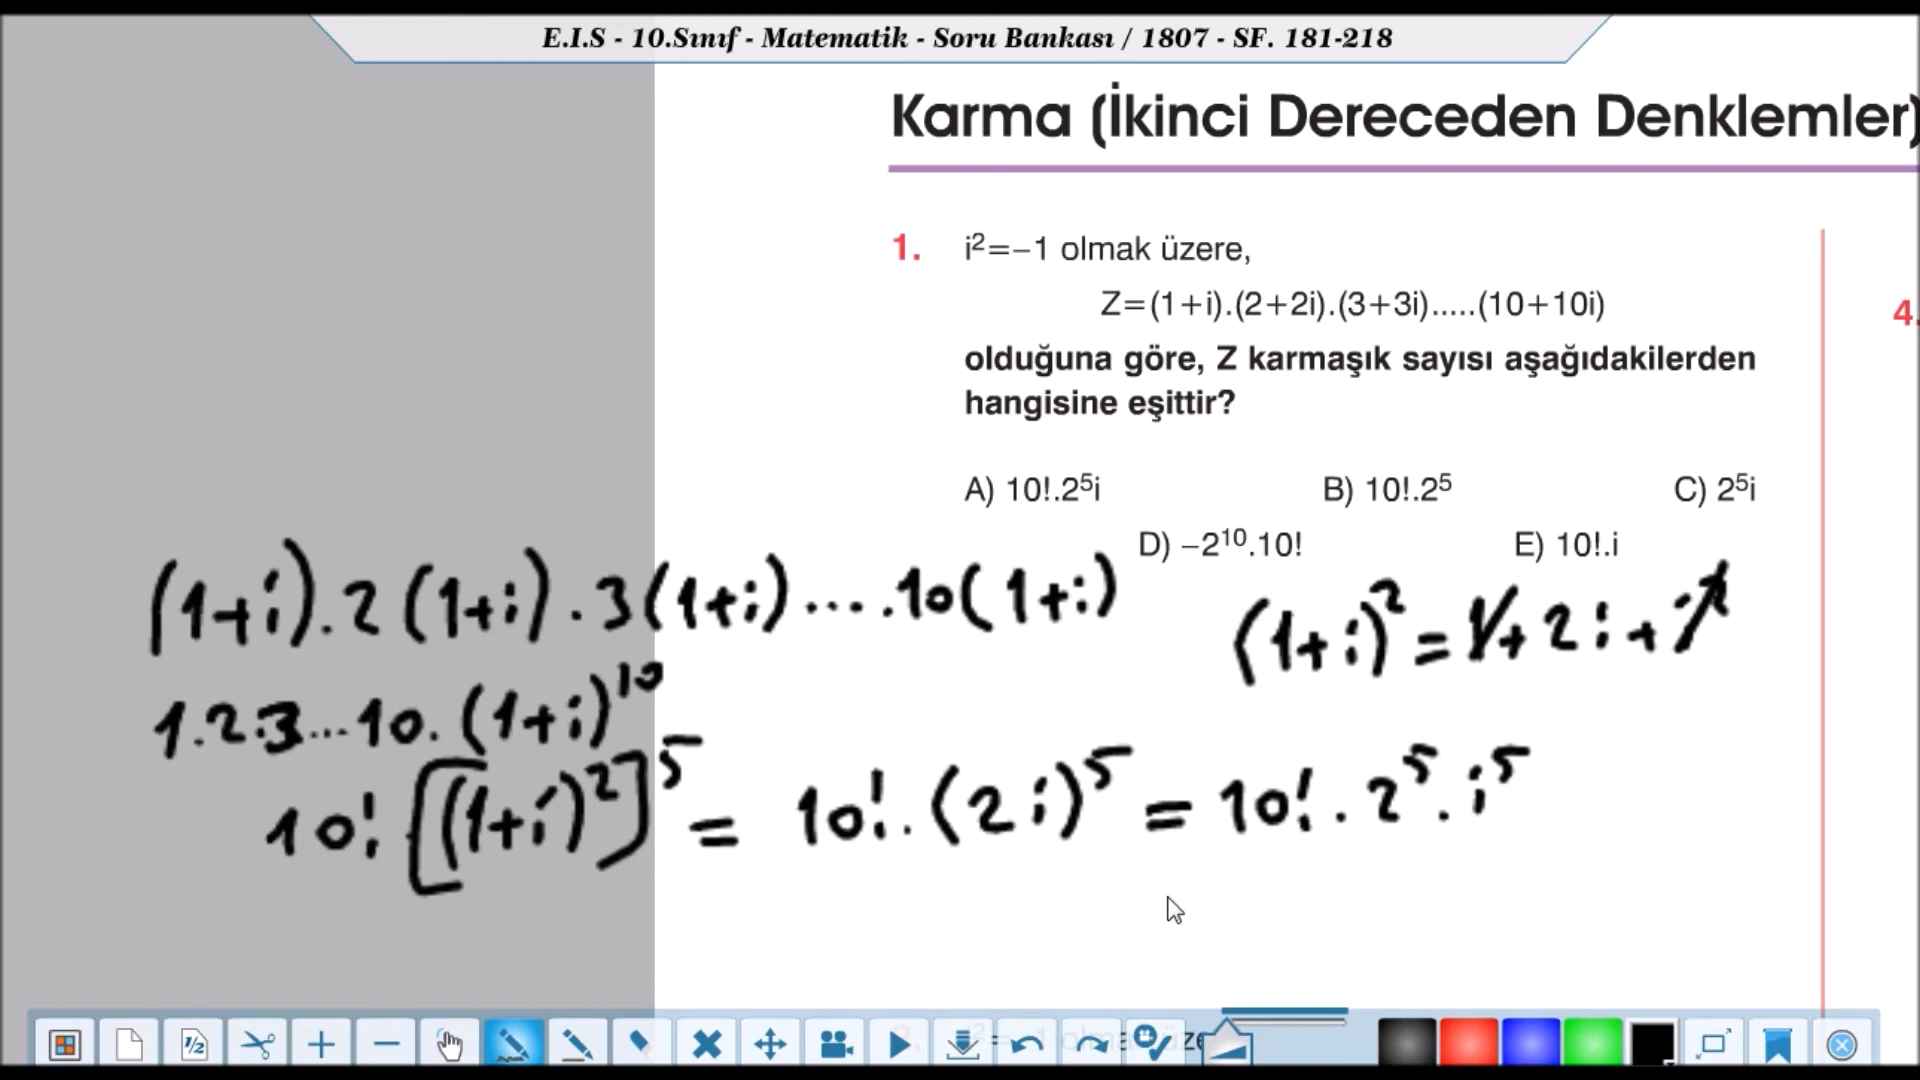 E.I.S - 10.Sınıf - Matematik - Soru Bankası / 1807 - SF. 181-218
Karma (İkinci Dereceden Denklemler)
1. i²=−1 olmak üzere,
Z=(1+i).(2+2i).(3+3i).....(10+10i)
olduğuna göre, Z karmaşık sayısı aşağıdakilerden
hangisine eşittir?
A) 10!.2⁵i B) 10!.2⁵ C) 2⁵i
D) −2¹⁰.10! E) 10!.i
4.
(1+i).2(1+i).3(1+i).....10(1+i)
(1+i)²=1+2i+i²
1.2.3...10.(1+i)¹⁰
10![(1+i)²]⁵ = 10!.(2i)⁵ = 10!.2⁵.i⁵